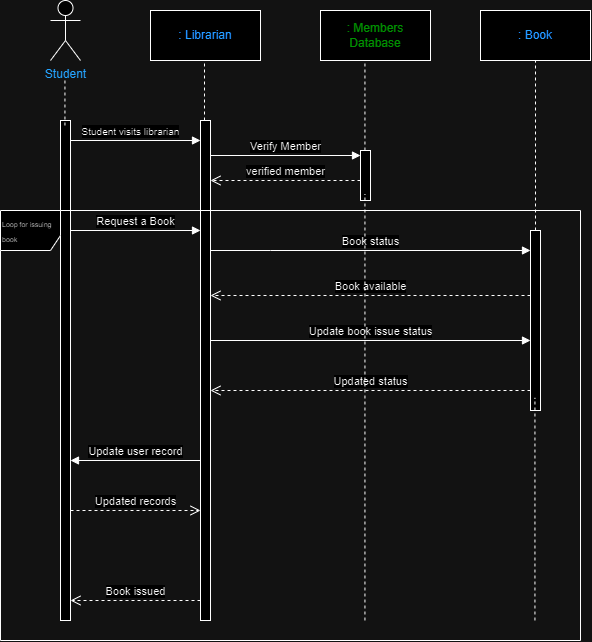 : Librarian
: Members
Database
: Book
Student
Student visits librarian
Verify Member
verified member
Loop for issuing
book
Request a Book
Book status
Book available
Update book issue status
Updated status
Update user record
Updated records
Book issued